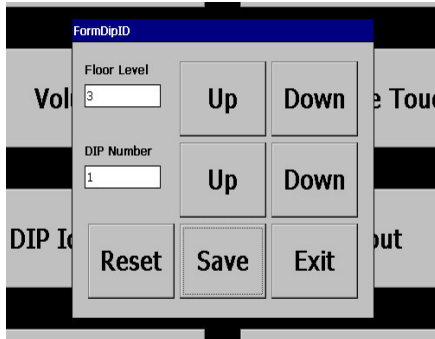 FormDipID
Floor Level
3
Up
Down
DIP Number
1
Up
Down
Reset
Save
Exit